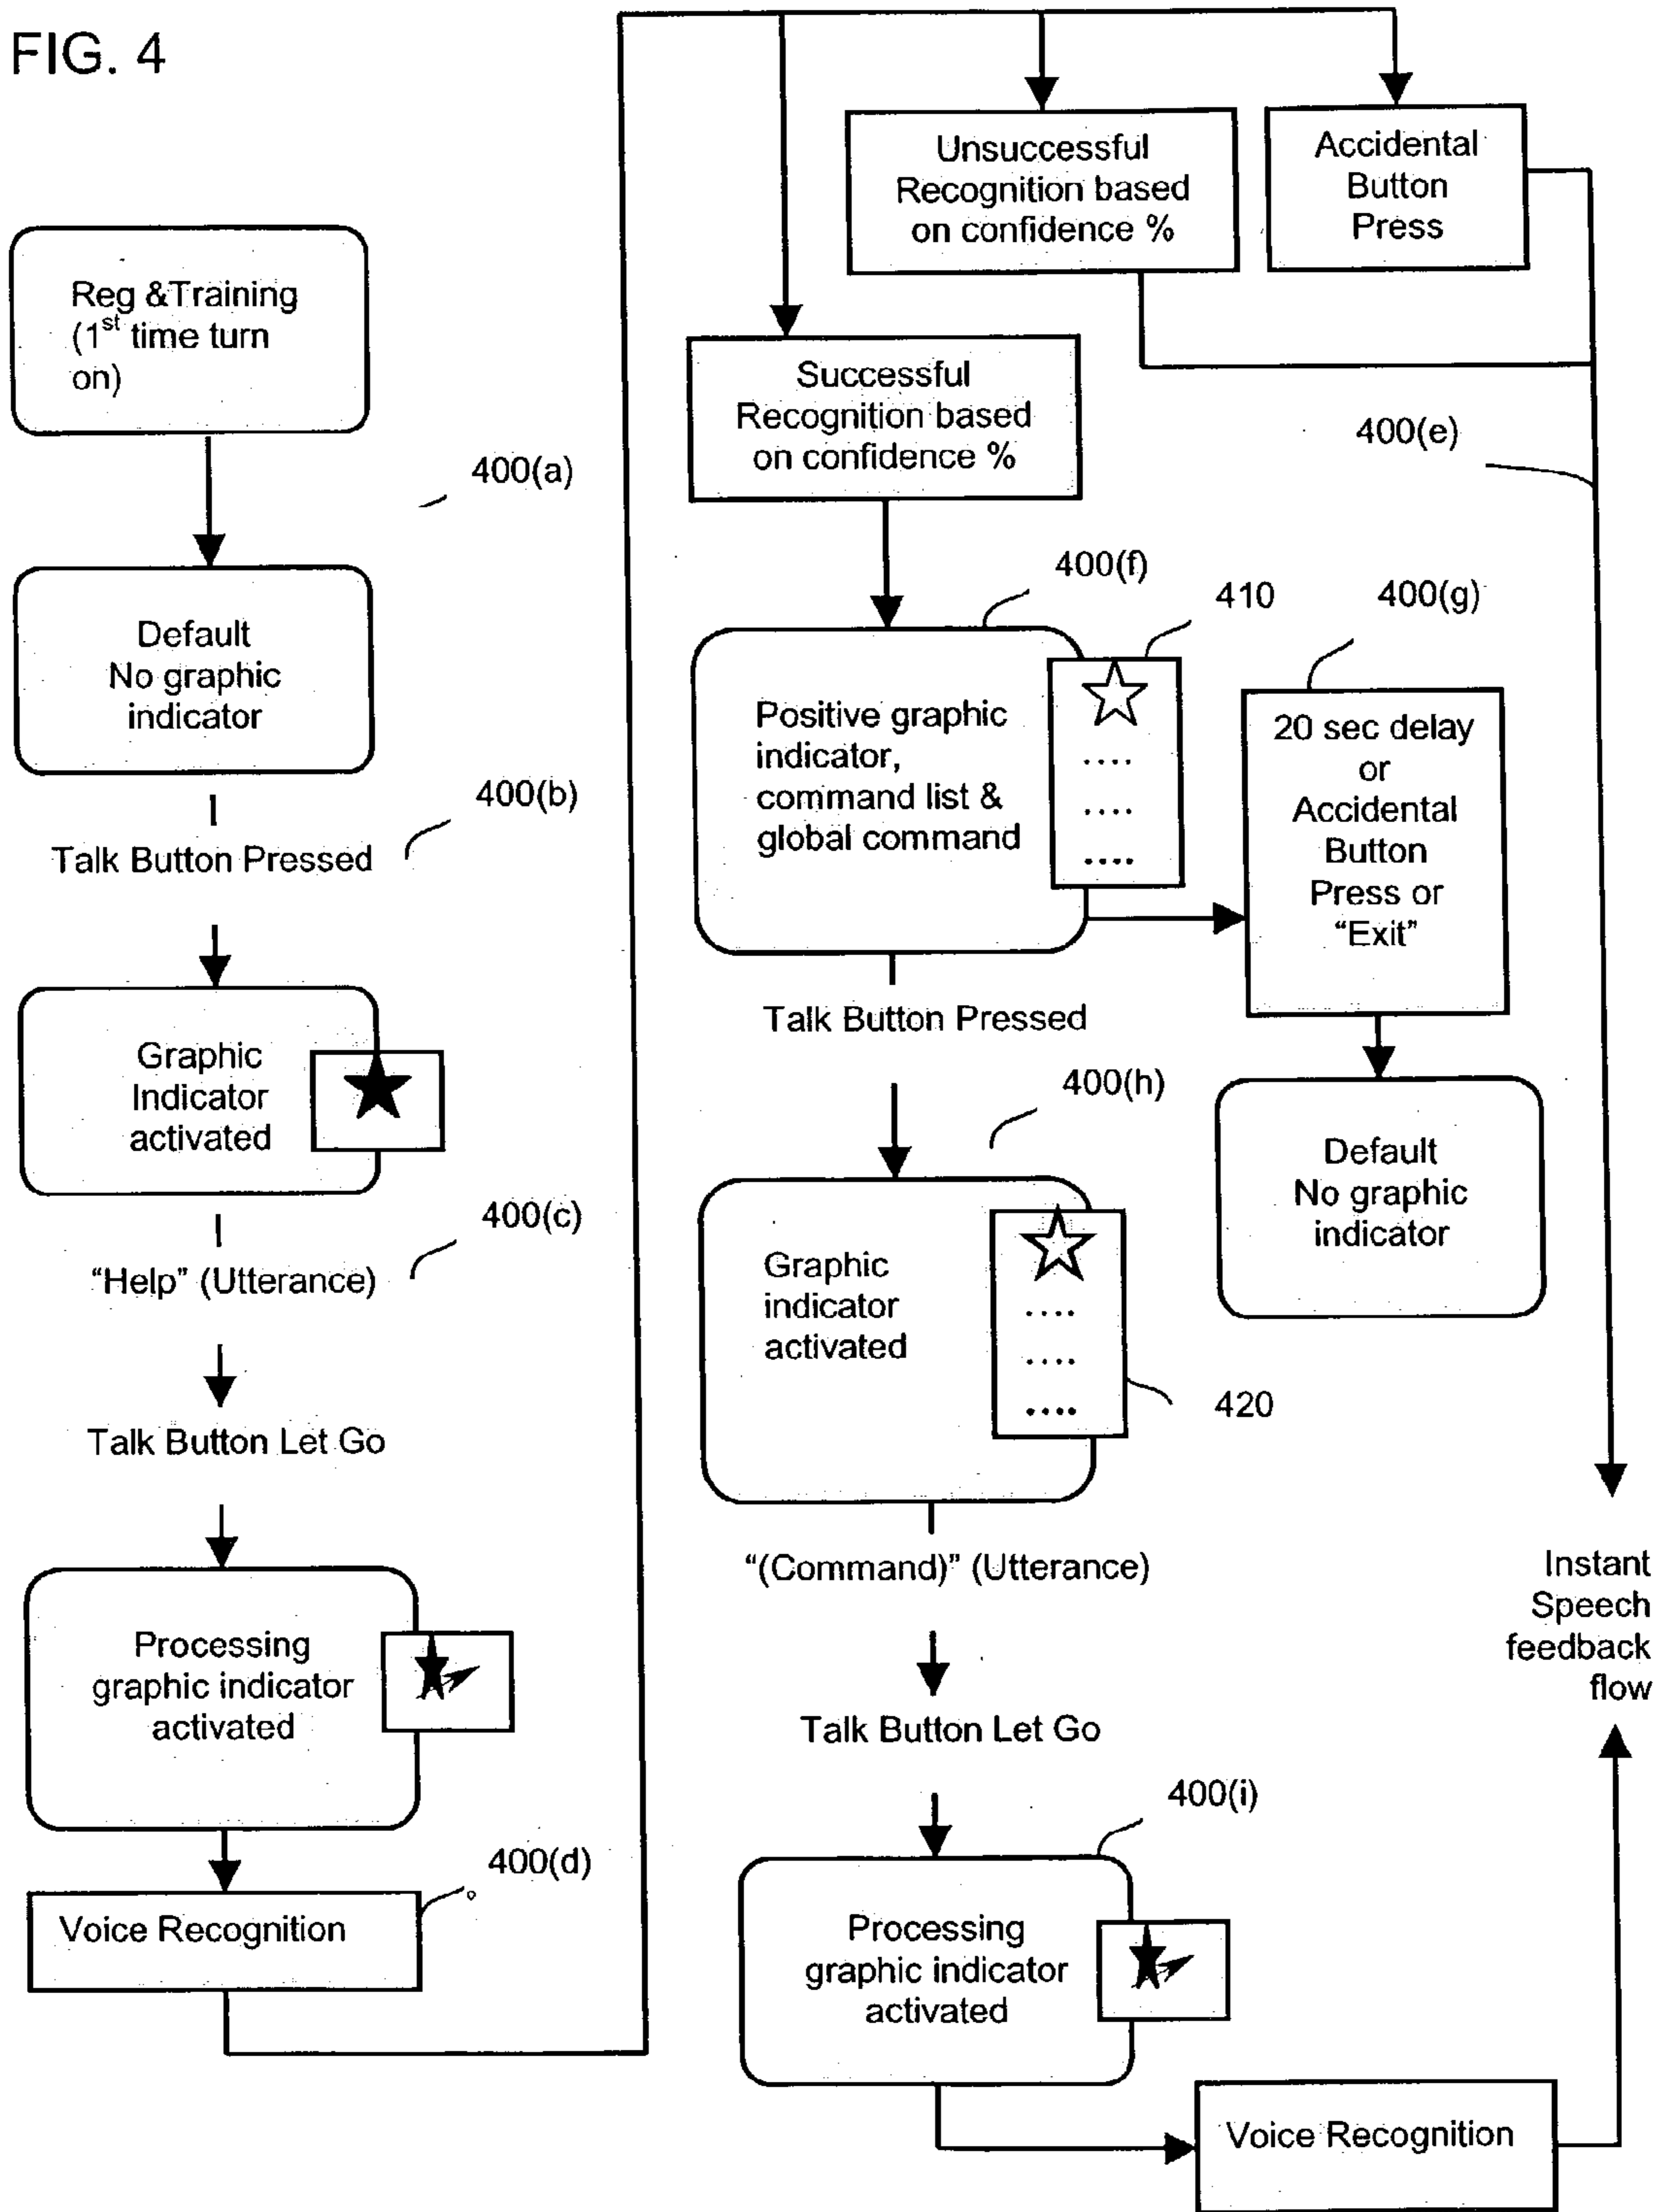 FIG. 4
Reg &Training
(1st time turn
on)
400(a)
Default
No graphic
indicator
400(b)
Talk Button Pressed
Graphic
Indicator
activated
400(c)
“Help” (Utterance)
Talk Button Let Go
Processing
graphic indicator
activated
400(d)
Voice Recognition
Unsuccessful
Recognition based
on confidence %
Accidental
Button
Press
Successful
Recognition based
on confidence %
400(e)
400(f)
410
400(g)
Positive graphic
indicator,
command list &
global command
....
....
....
20 sec delay
or
Accidental
Button
Press or
“Exit”
Talk Button Pressed
400(h)
Default
No graphic
indicator
Graphic
indicator
activated
....
....
....
420
“(Command)” (Utterance)
Talk Button Let Go
Instant
Speech
feedback
flow
400(i)
Processing
graphic indicator
activated
Voice Recognition